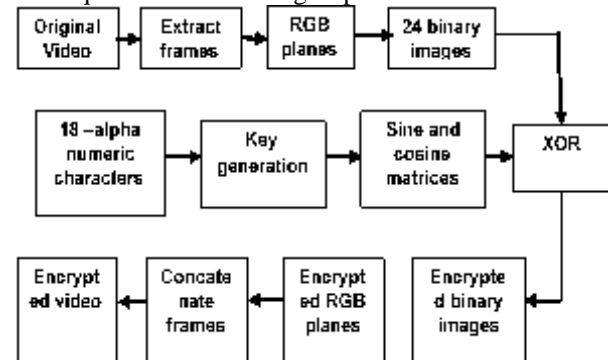 Original
Video
Extract
frames
RGB
planes
24 binary
images
18 –alpha
numeric
characters
Key
generation
Sine and
cosine
matrices
XOR
Encrypt
ed video
Concate
nate
frames
Encrypt
ed RGB
planes
Encrypte
d binary
images